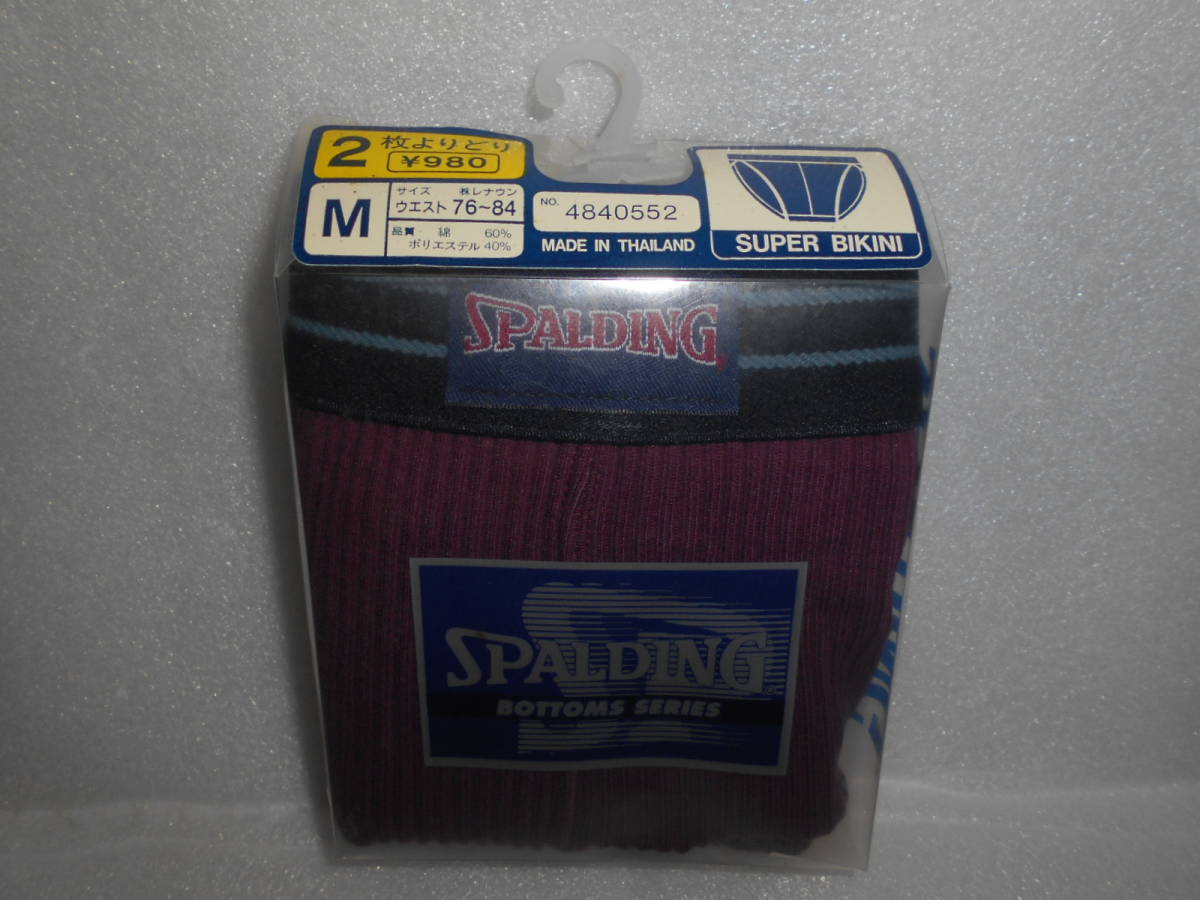 2 枚よりどり
¥980
M
サイズ ㈱レナウン
ウエスト 76~84
品質 綿 60%
ポリエステル 40%
NO. 4840552
MADE IN THAILAND
SUPER BIKINI
SPALDING
SPALDING
BOTTOMS SERIES